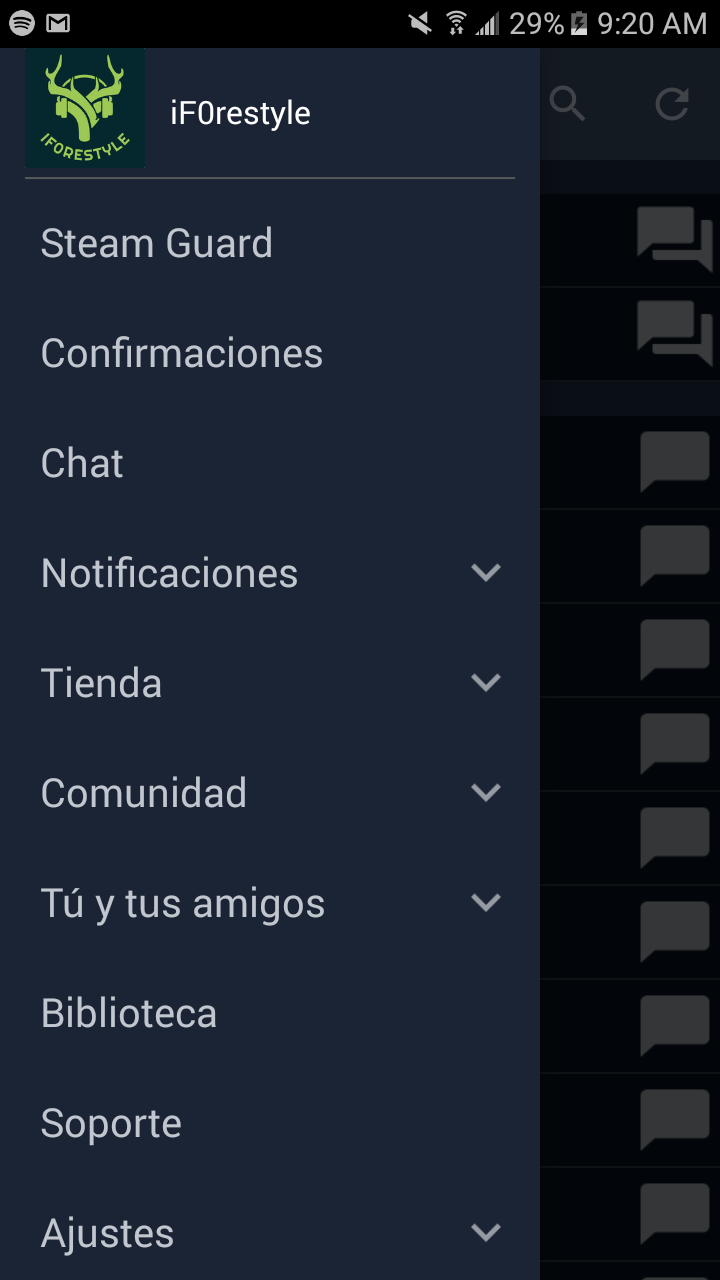 29% 9:20 AM
IFORESTYLE
iF0restyle
Steam Guard
Confirmaciones
Chat
Notificaciones
Tienda
Comunidad
Tú y tus amigos
Biblioteca
Soporte
Ajustes